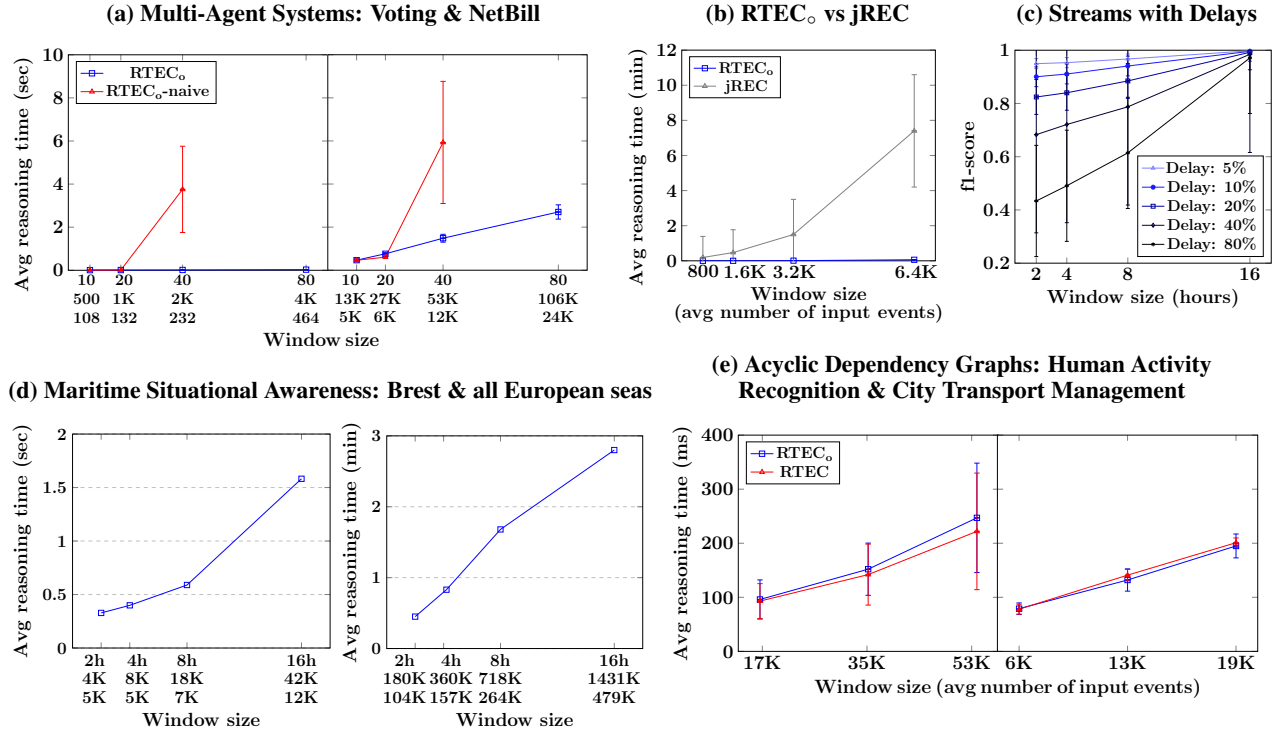 (a) Multi-Agent Systems: Voting & NetBill
Avg reasoning time (sec)
10
8
6
4
2
0
RTEC∘
RTEC∘-naive
10 20 40 80 10 20 40 80
500 1K 2K 4K 13K 27K 53K 106K
108 132 232 464 5K 6K 12K 24K
Window size
(b) RTEC∘ vs jREC
Avg reasoning time (min)
12
10
8
6
4
2
0
RTEC∘
jREC
800 1.6K 3.2K 6.4K
Window size
(avg number of input events)
(c) Streams with Delays
f1-score
1
0.8
0.6
0.4
0.2
Delay: 5%
Delay: 10%
Delay: 20%
Delay: 40%
Delay: 80%
2 4 8 16
Window size (hours)
(d) Maritime Situational Awareness: Brest & all European seas
Avg reasoning time (sec)
2
1.5
1
0.5
0
2h 4h 8h 16h
4K 8K 18K 42K
5K 5K 7K 12K
Window size
Avg reasoning time (min)
3
2
1
0
2h 4h 8h 16h
180K 360K 718K 1431K
104K 157K 264K 479K
Window size
(e) Acyclic Dependency Graphs: Human Activity
Recognition & City Transport Management
Avg reasoning time (ms)
400
300
200
100
0
RTEC∘
RTEC
17K 35K 53K 6K 13K 19K
Window size (avg number of input events)